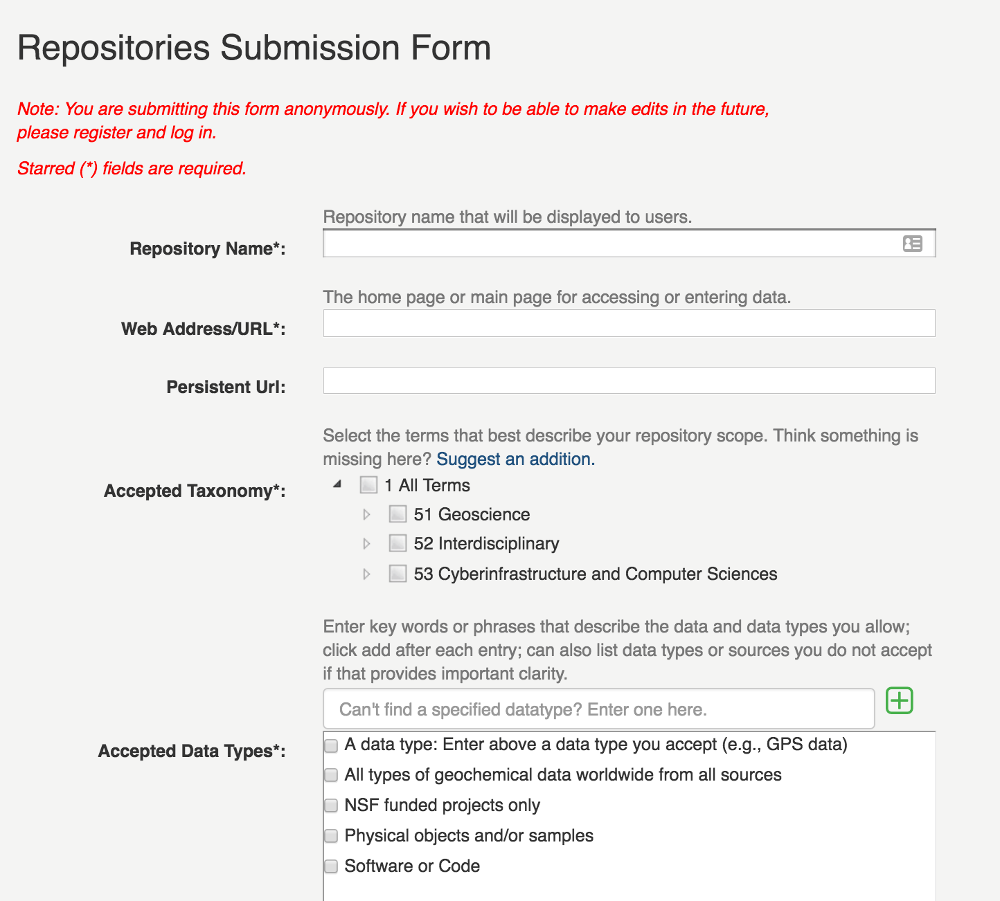 Repositories Submission Form
Note: You are submitting this form anonymously. If you wish to be able to make edits in the future,
please register and log in.
Starred (*) fields are required.
Repository name that will be displayed to users.
Repository Name*:
The home page or main page for accessing or entering data.
Web Address/URL*:
Persistent Url:
Select the terms that best describe your repository scope. Think something is
missing here? Suggest an addition.
Accepted Taxonomy*:
1 All Terms
51 Geoscience
52 Interdisciplinary
53 Cyberinfrastructure and Computer Sciences
Enter key words or phrases that describe the data and data types you allow;
click add after each entry; can also list data types or sources you do not accept
if that provides important clarity.
Can't find a specified datatype? Enter one here.
Accepted Data Types*:
A data type: Enter above a data type you accept (e.g., GPS data)
All types of geochemical data worldwide from all sources
NSF funded projects only
Physical objects and/or samples
Software or Code